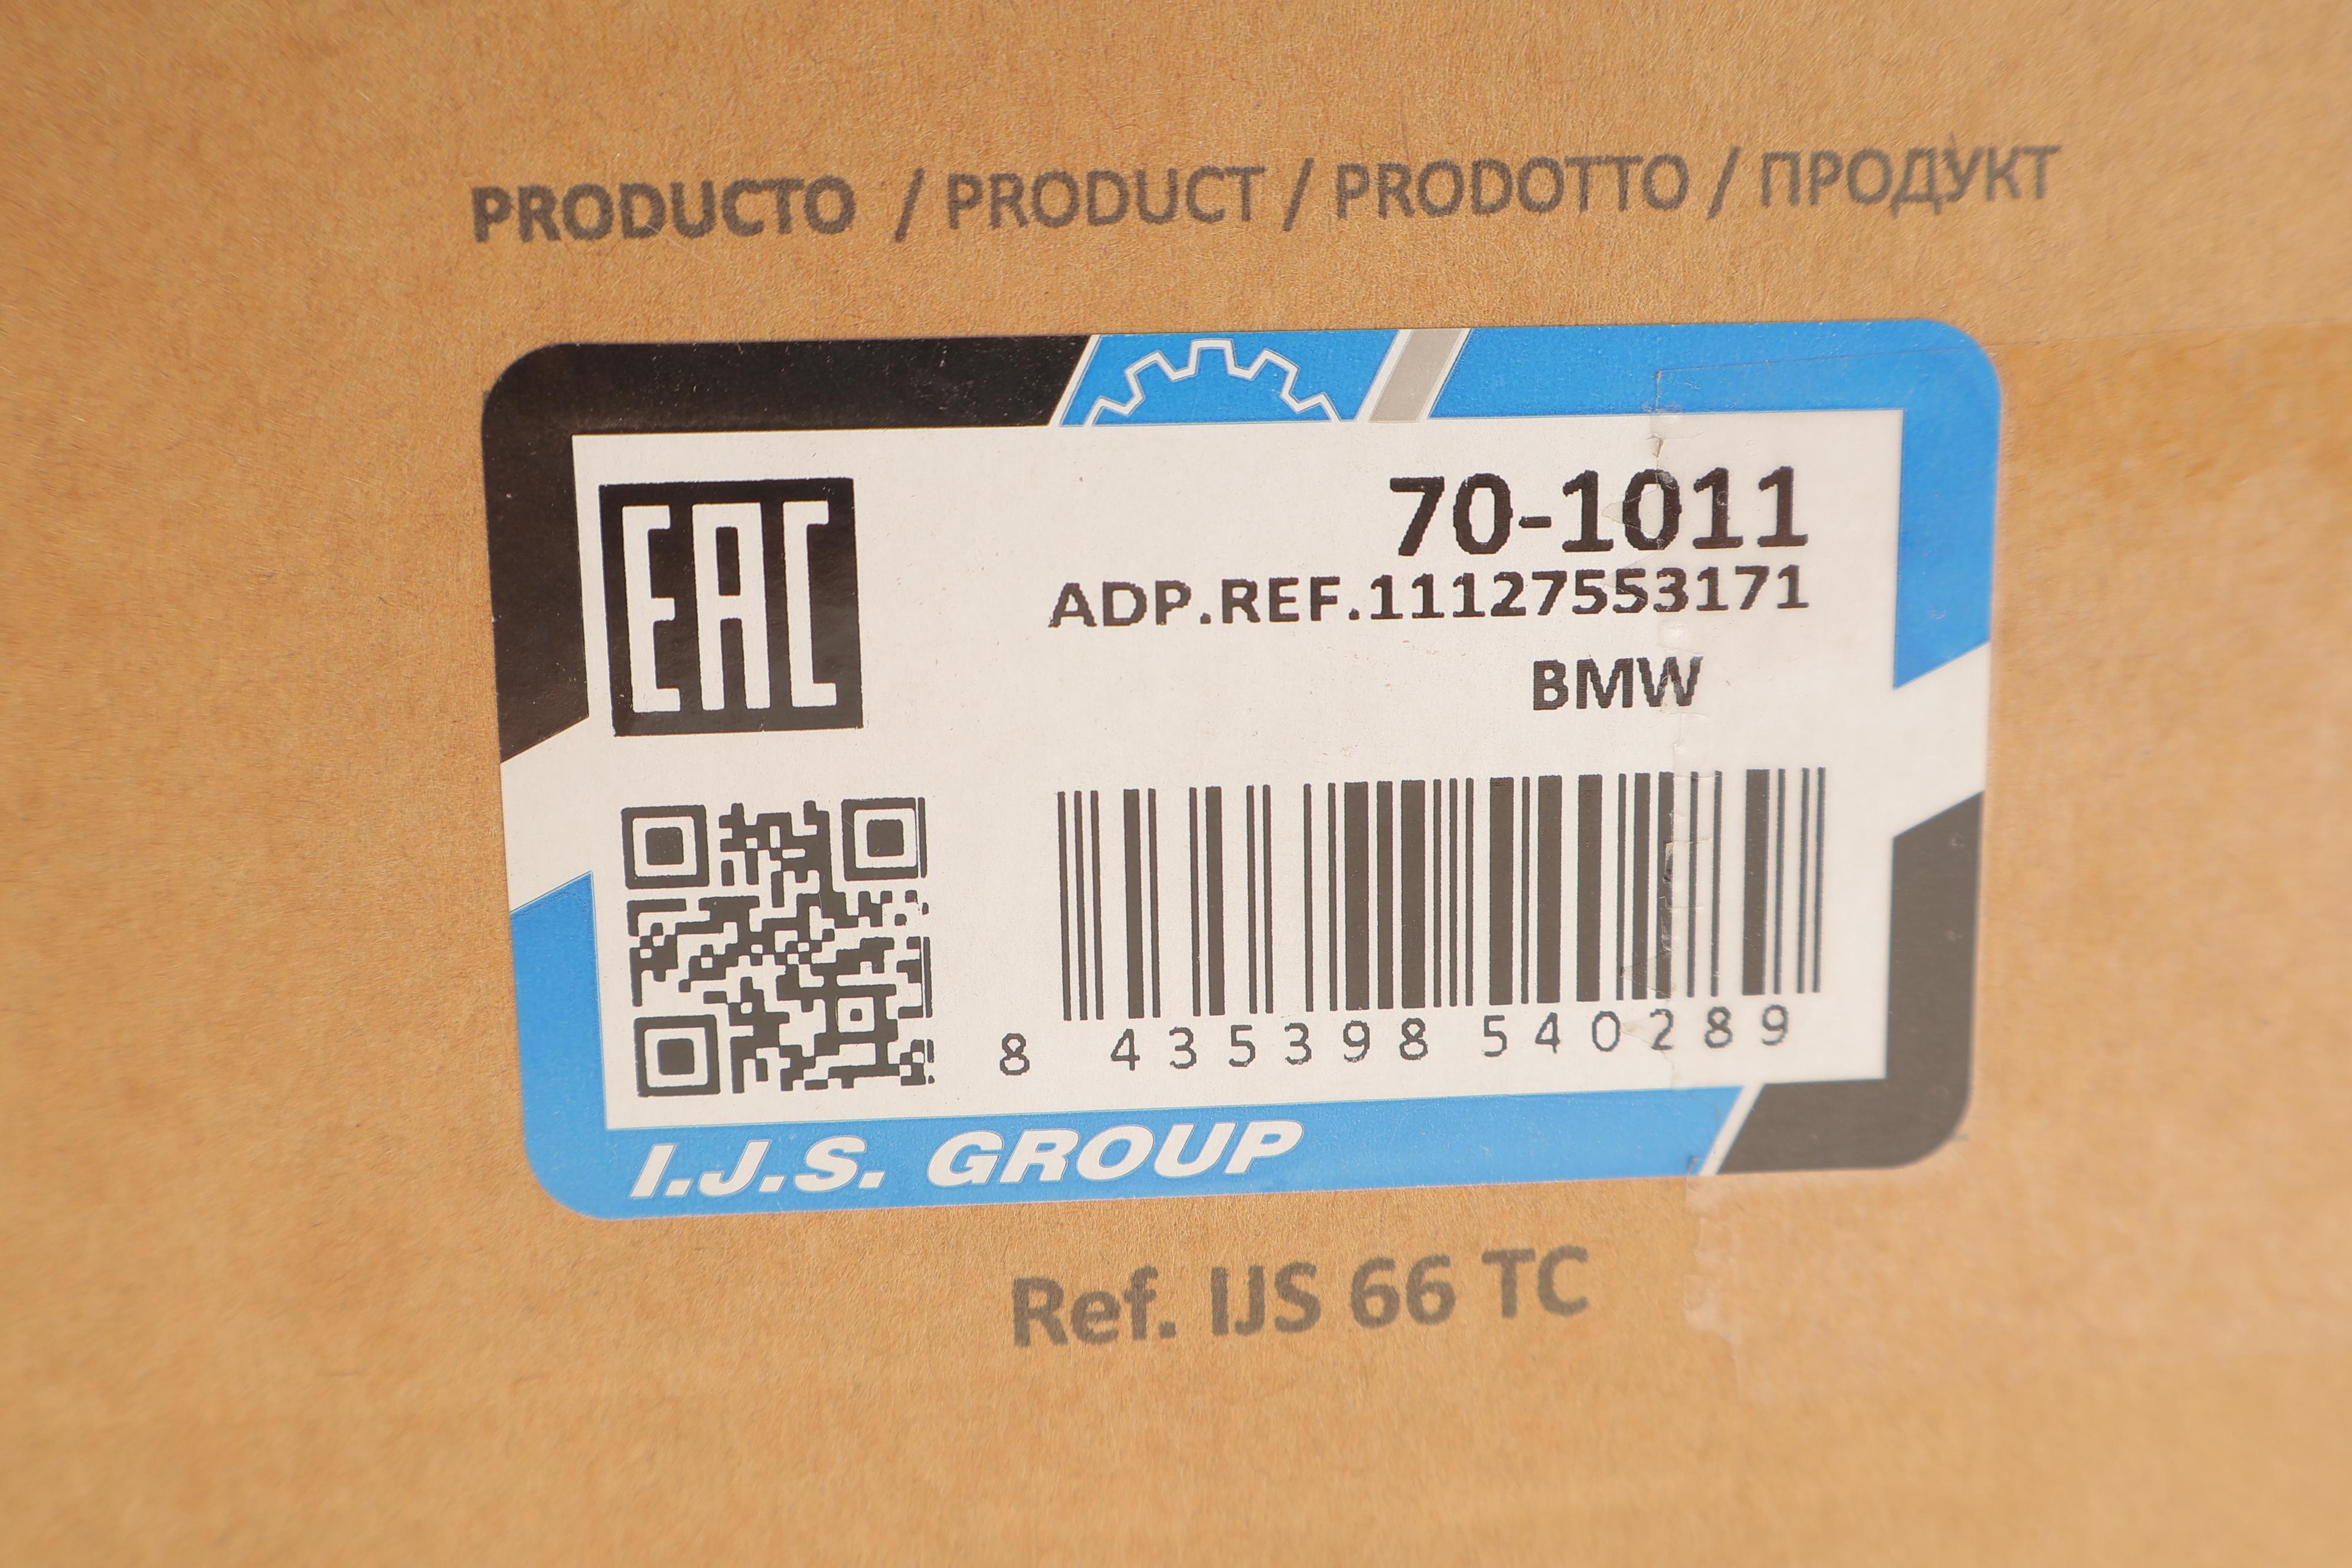 PRODUCTO / PRODUCT / PRODOTTO / ПРОДУКТ
EAC
70-1011
ADP.REF.11127553171
BMW
8 435398 540289
I.J.S. GROUP
Ref. IJS 66 TC